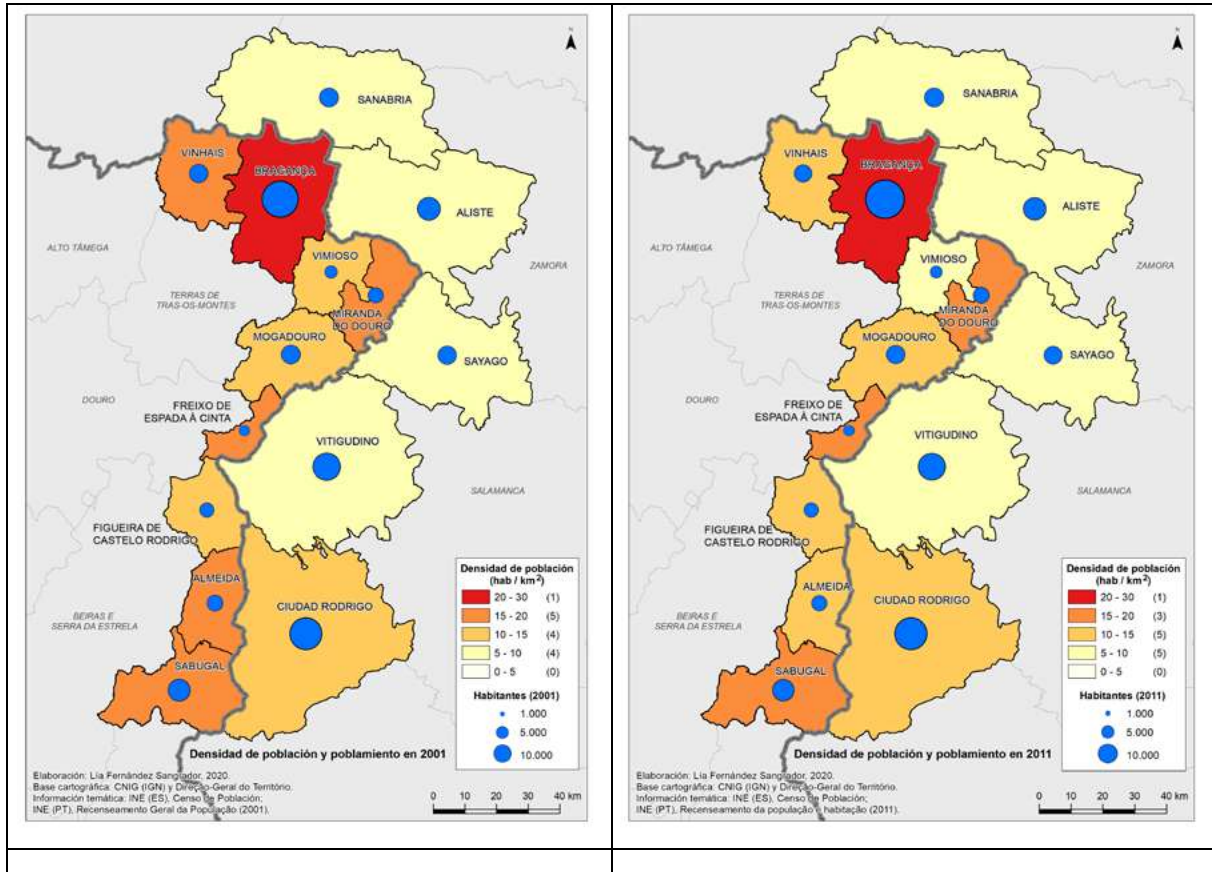 N
SANABRIA
VINHAIS
BRAGANÇA
ALISTE
ALTO TÂMEGA
ZAMORA
VIMIOSO
TERRAS DE
TRAS-OS-MONTES
MIRANDA
DO DOURO
MOGADOURO
SAYAGO
DOURO
FREIXO DE
ESPADA À CINTA
VITIGUDINO
SALAMANCA
FIGUEIRA DE
CASTELO RODRIGO
ALMEIDA
CIUDAD RODRIGO
BEIRAS E
SERRA DA ESTRELA
SABUGAL
Densidad de población
(hab / km²)
20 - 30 (1)
15 - 20 (5)
10 - 15 (4)
5 - 10 (4)
0 - 5 (0)
Habitantes (2001)
1.000
5.000
10.000
Densidad de población y poblamiento en 2001
Elaboración: Lía Fernández Sangrador, 2020.
Base cartográfica: CNIG (IGN) y Direção-Geral do Território.
Información temática: INE (ES), Censo de Población;
INE (PT), Recenseamento Geral da População (2001).
0 10 20 30 40 km
N
SANABRIA
VINHAIS
BRAGANÇA
ALISTE
ALTO TÂMEGA
ZAMORA
VIMIOSO
TERRAS DE
TRAS-OS-MONTES
MIRANDA
DO DOURO
MOGADOURO
SAYAGO
DOURO
FREIXO DE
ESPADA À CINTA
VITIGUDINO
SALAMANCA
FIGUEIRA DE
CASTELO RODRIGO
ALMEIDA
CIUDAD RODRIGO
BEIRAS E
SERRA DA ESTRELA
SABUGAL
Densidad de población
(hab / km²)
20 - 30 (1)
15 - 20 (3)
10 - 15 (5)
5 - 10 (5)
0 - 5 (0)
Habitantes (2011)
1.000
5.000
10.000
Densidad de población y poblamiento en 2011
Elaboración: Lía Fernández Sangrador, 2020.
Base cartográfica: CNIG (IGN) y Direção-Geral do Território.
Información temática: INE (ES), Censo de Población;
INE (PT), Recenseamento da população e habitação (2011).
0 10 20 30 40 km